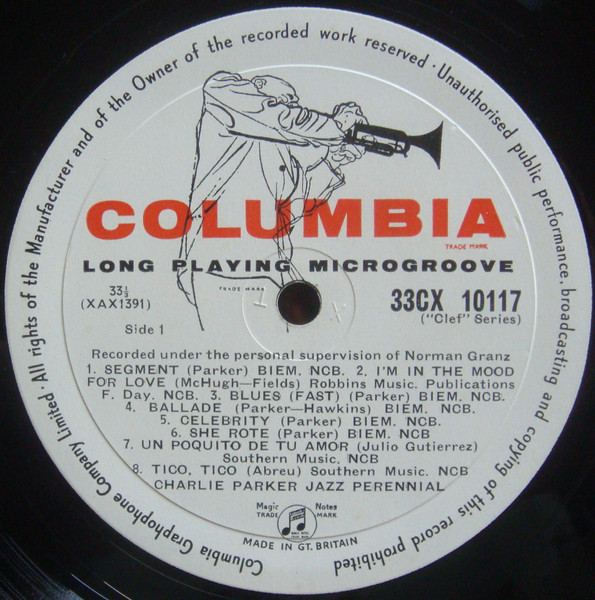 All rights of the Manufacturer and of the Owner of the recorded work reserved · Unauthorised public performance, broadcasting and copying of this record prohibited
COLUMBIA
TRADE MARK
LONG PLAYING MICROGROOVE
TRADE MARK
33⅓
(XAX1391)
1 X
33CX 10117
("Clef" Series)
Side 1
Recorded under the personal supervision of Norman Granz
1. SEGMENT (Parker) BIEM. NCB. 2. I'M IN THE MOOD
FOR LOVE (McHugh—Fields) Robbins Music. Publications
F. Day. NCB. 3. BLUES (FAST) (Parker) BIEM. NCB.
4. BALLADE (Parker—Hawkins) BIEM. NCB.
5. CELEBRITY (Parker) BIEM. NCB.
6. SHE ROTE (Parker) BIEM. NCB
7. UN POQUITO DE TU AMOR (Julio Gutierrez)
Southern Music. NCB
8. TICO, TICO (Abreu) Southern Music. NCB
CHARLIE PARKER JAZZ PERENNIAL
Magic Notes
TRADE MARK
MADE IN GT. BRITAIN
Columbia Graphophone Company Limited ·